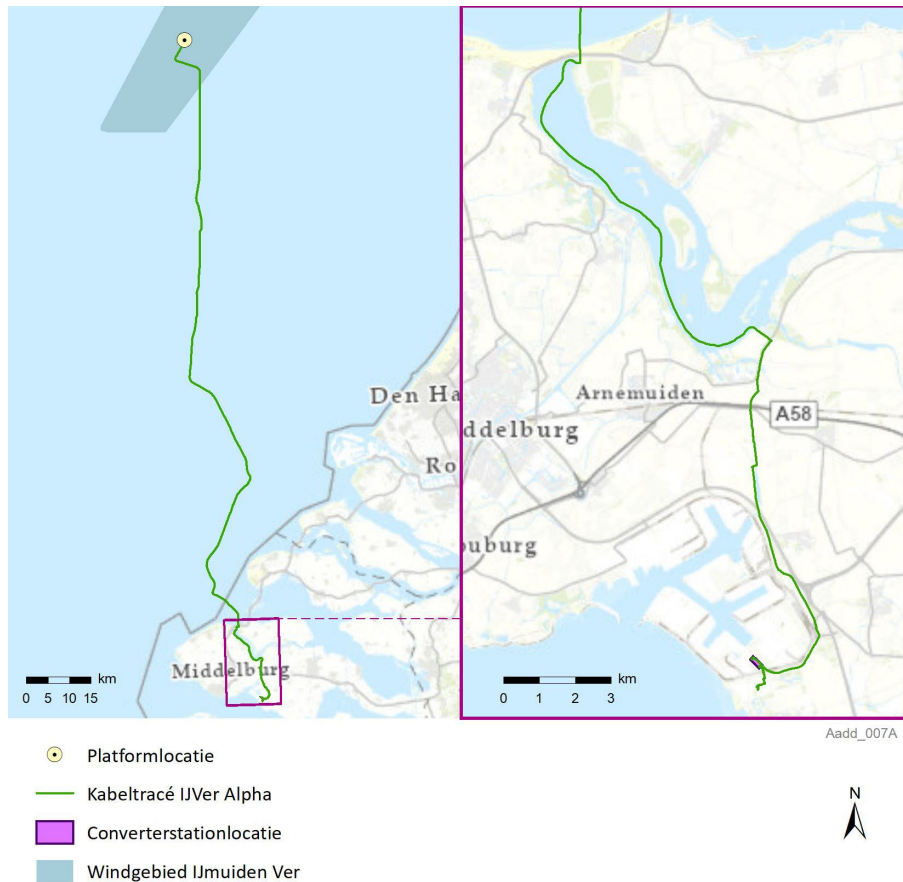 Den Ha
Ro
Middelburg
km
0 5 10 15
Arnemuiden
A58
ddelburg
ouburg
km
0 1 2 3
Aadd_007A
Platformlocatie
Kabeltracé IJVer Alpha
Converterstationlocatie
Windgebied IJmuiden Ver
N